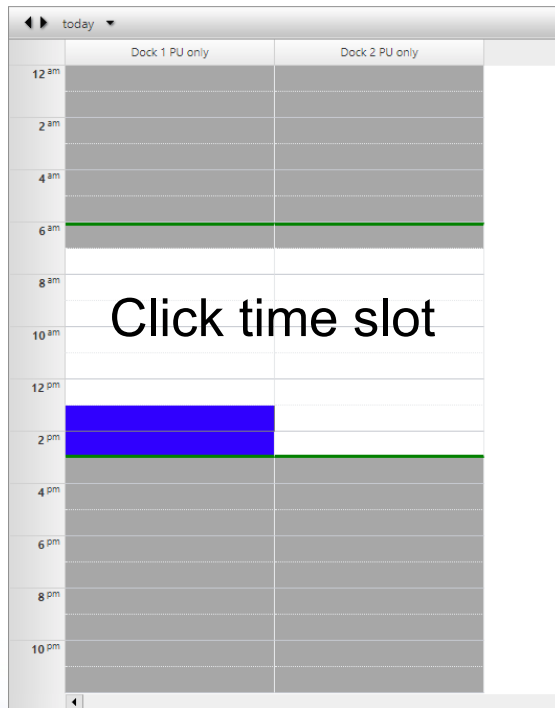 today
Dock 1 PU only Dock 2 PU only
12 am
2 am
4 am
6 am
8 am
Click time slot
10 am
12 pm
2 pm
4 pm
6 pm
8 pm
10 pm